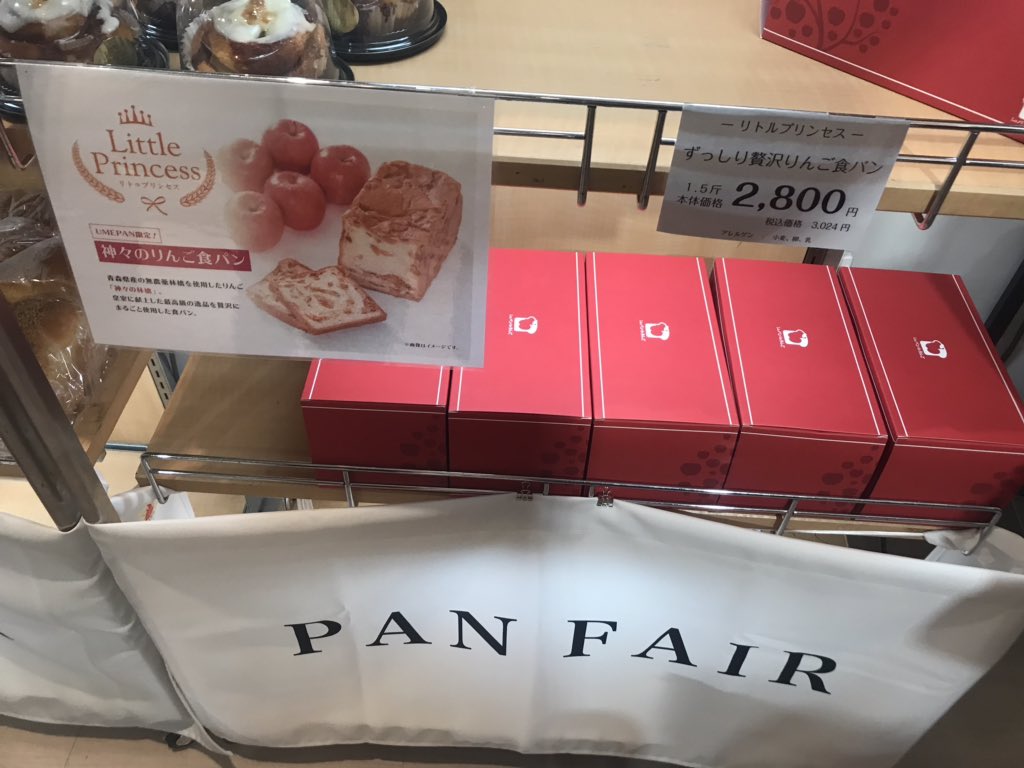 Little
Princess
リトルプリンセス
UMEPAN限定！
神々のりんご食パン
青森県産の無農薬林檎を使用したりんご
「神々の林檎」。
皇室に献上した最高級の逸品を贅沢に
まるごと使用した食パン。
※画像はイメージです。
ーリトルプリンセスー
ずっしり贅沢りんご食パン
1.5斤
本体価格 2,800円
税込価格 3,024円
アレルゲン 小麦、卵、乳
PAN FAIR